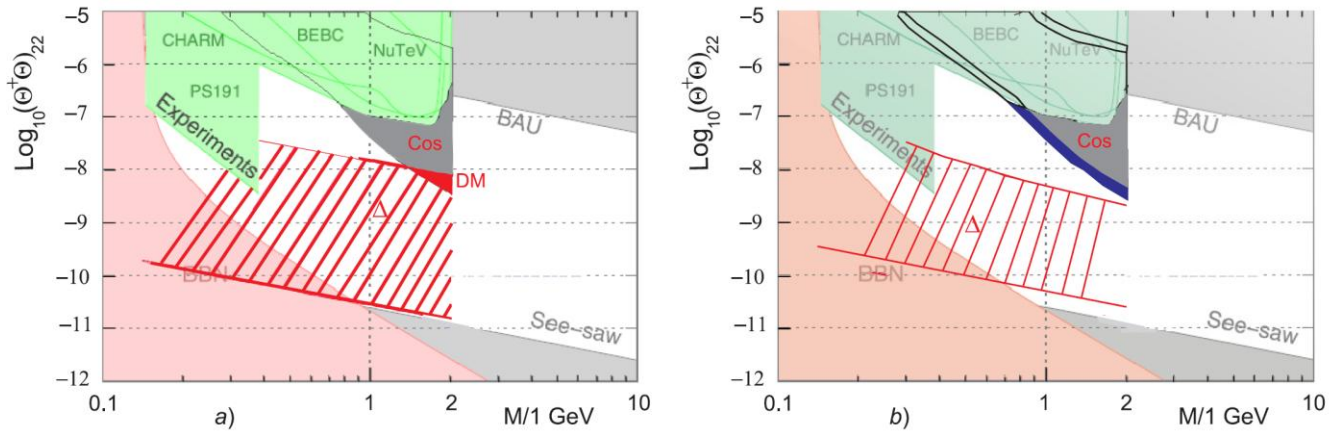 −5
−6
−7
−8
−9
−10
−11
−12
Log₁₀(Θ⁺Θ)₂₂
CHARM
BEBC
NuTeV
PS191
Experiments
BAU
Cos
DM
Δ
BBN
See−saw
0.1
a)
1
2
M/1 GeV
10
−5
−6
−7
−8
−9
−10
−11
−12
Log₁₀(Θ⁺Θ)₂₂
CHARM
BEBC
NuTeV
PS191
Experiments
BAU
Cos
Δ
BBN
See−saw
0.1
b)
1
2
M/1 GeV
10